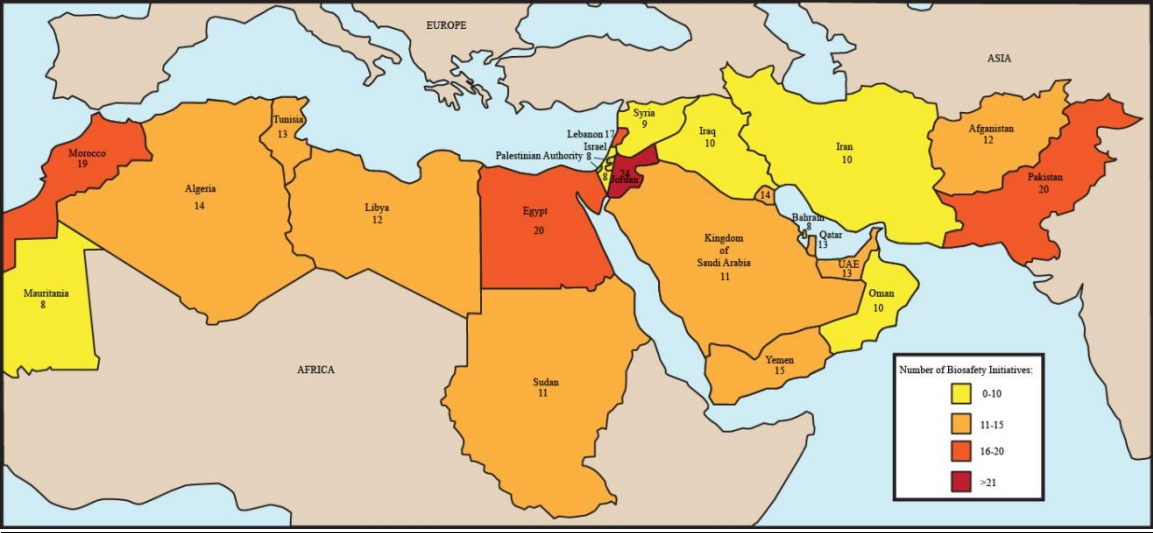 EUROPE
ASIA
Syria
9
Tunisia
13
Lebanon 17
Israel
8
Palestinian Authority
8
Iraq
10
Afganistan
12
Iran
10
Morocco
19
24
Jordan
Pakistan
20
Algeria
14
Libya
12
Egypt
20
14
Bahrain
8
Qatar
13
Kingdom
of
Saudi Arabia
11
UAE
13
Mauritania
8
Oman
10
AFRICA
Sudan
11
Yemen
15
Number of Biosafety Initiatives:
0-10
11-15
16-20
>21